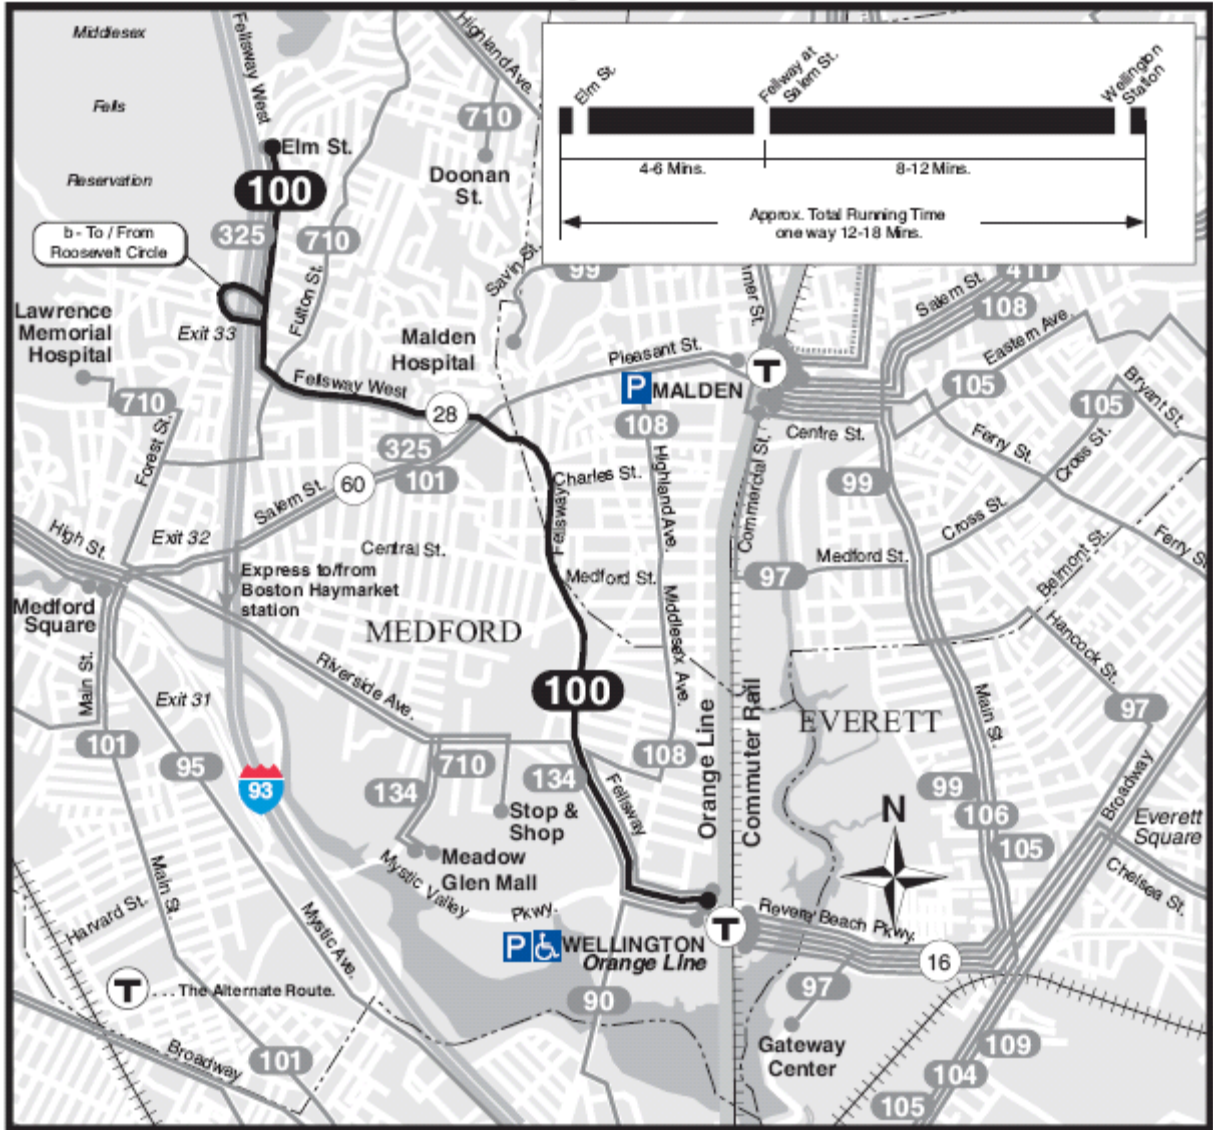 Middlesex
Fells
Reservation
Fellsway West
Highland Ave.
710
Elm St.
100
Doonan
St.
325
710
b - To / From
Roosevelt Circle
Fulton St.
Savin St.
99
Elm St.
Fellway at
Salem St.
Wellington
Station
4-6 Mins.
8-12 Mins.
Approx. Total Running Time
one way 12-18 Mins.
411
Salem St.
108
Eastern Ave.
Lawrence
Memorial
Hospital
Exit 33
Malden
Hospital
Pleasant St.
T
P MALDEN
105
105
Bryant St.
Fellsway West
28
710
Forest St.
108
Centre St.
Ferry St.
Cross St.
325
101
60
Salem St.
Charles St.
Highland Ave.
Commercial St.
99
Cross St.
High St.
Exit 32
Central St.
Fellsway
Medford St.
Medford St.
97
Belmont St.
Ferry St.
Express to/from
Boston Haymarket
station
Medford
Square
MEDFORD
Middlesex Ave.
Hancock St.
Main St.
Riverside Ave.
Exit 31
100
Orange Line
Commuter Rail
EVERETT
Main St.
97
101
95
93
710
134
134
108
Fellsway
99
106
105
Broadway
Everett
Square
Chelsea St.
Stop &
Shop
Meadow
Glen Mall
N
Mystic Valley
Pkwy.
Main St.
Harvard St.
Mystic Ave.
P
WELLINGTON
Orange Line
T
Revere Beach Pkwy.
16
T . . . The Alternate Route.
90
97
Gateway
Center
Broadway
101
109
104
105